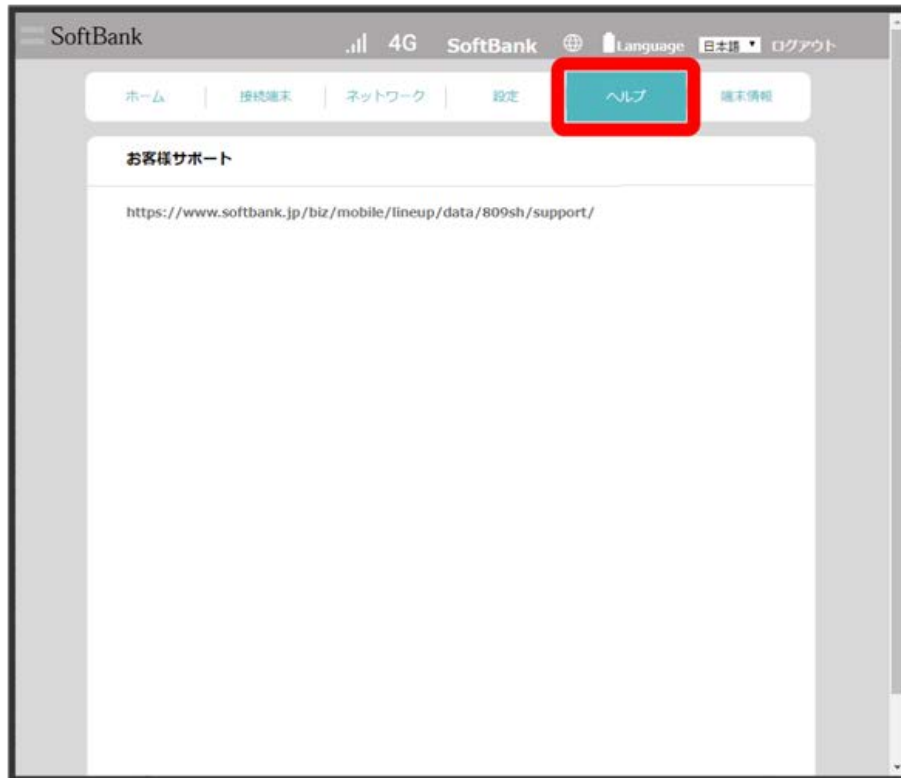 SoftBank
4G SoftBank Language 日本語 ログアウト
ホーム 接続端末 ネットワーク 設定 ヘルプ 端末情報
お客様サポート
https://www.softbank.jp/biz/mobile/lineup/data/809sh/support/